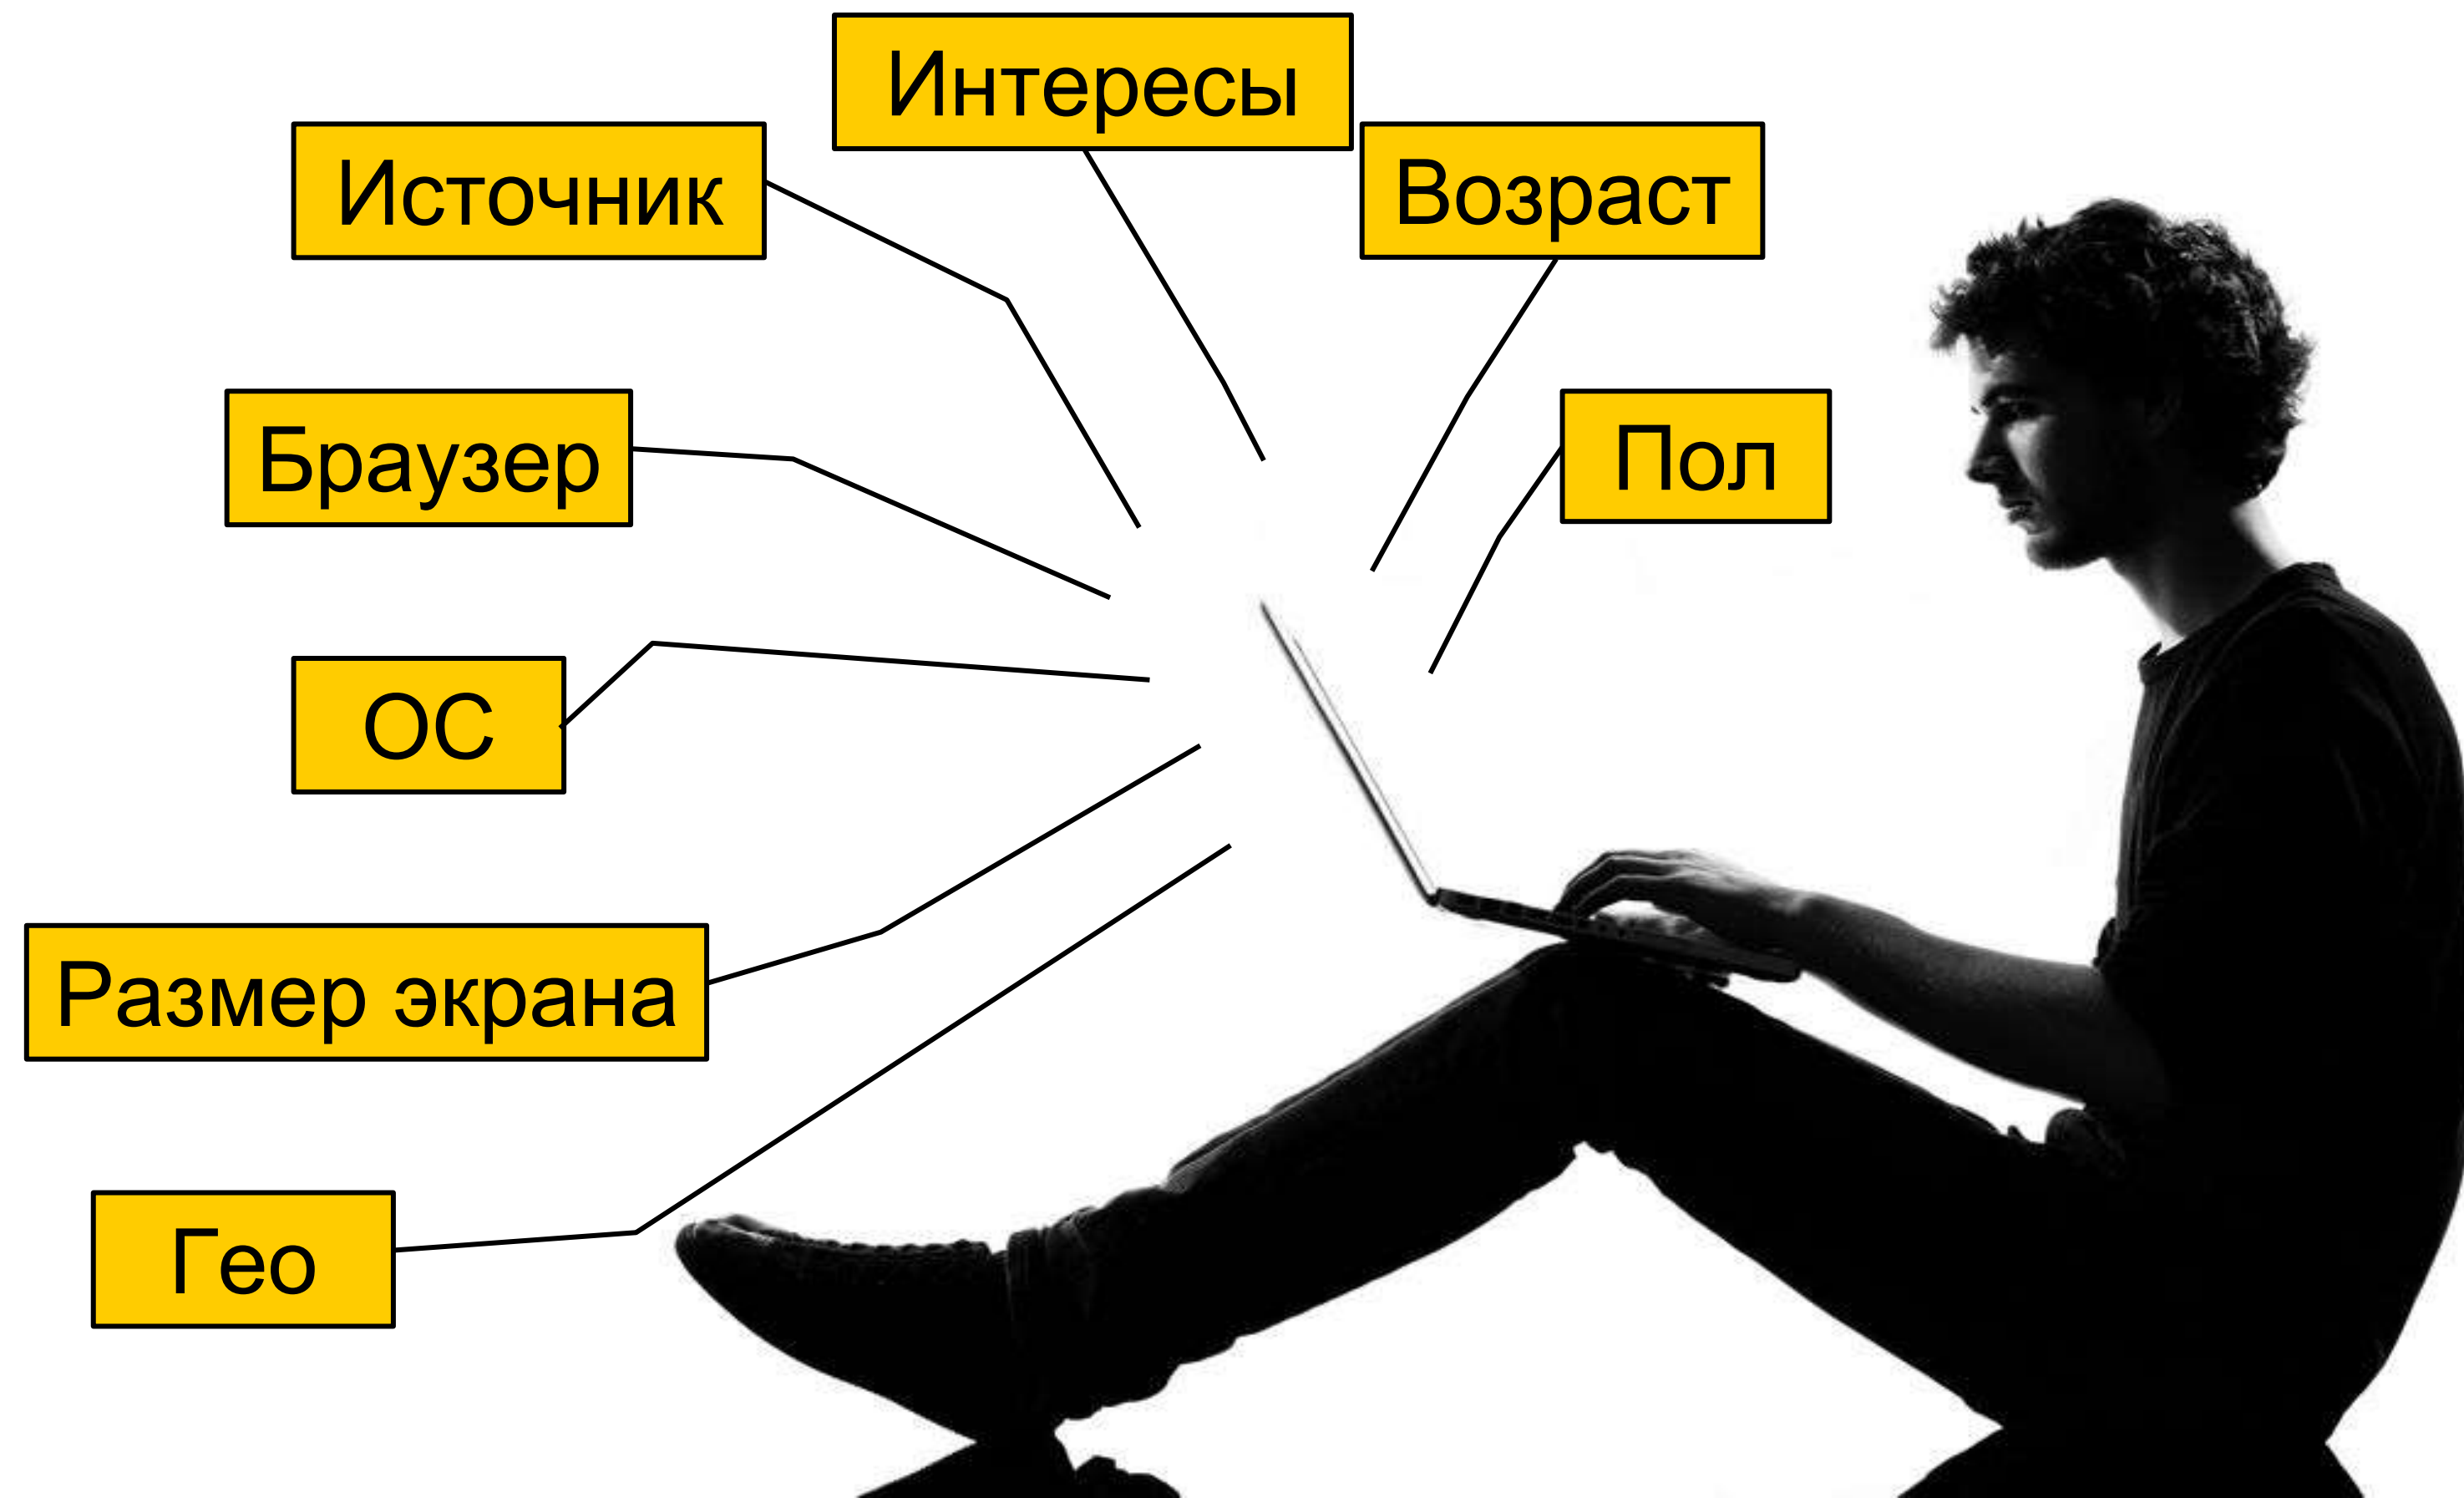 Интересы
Источник
Возраст
Браузер
Пол
ОС
Размер экрана
Гео